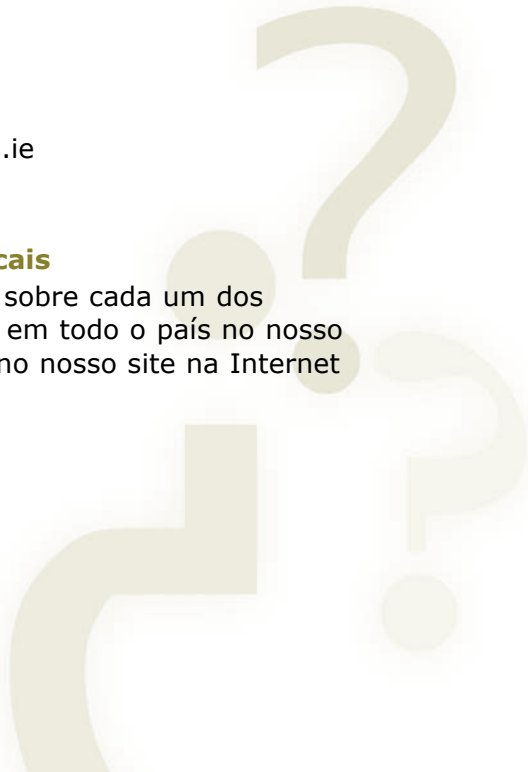 .ie
cais
sobre cada um dos
em todo o país no nosso
no nosso site na Internet